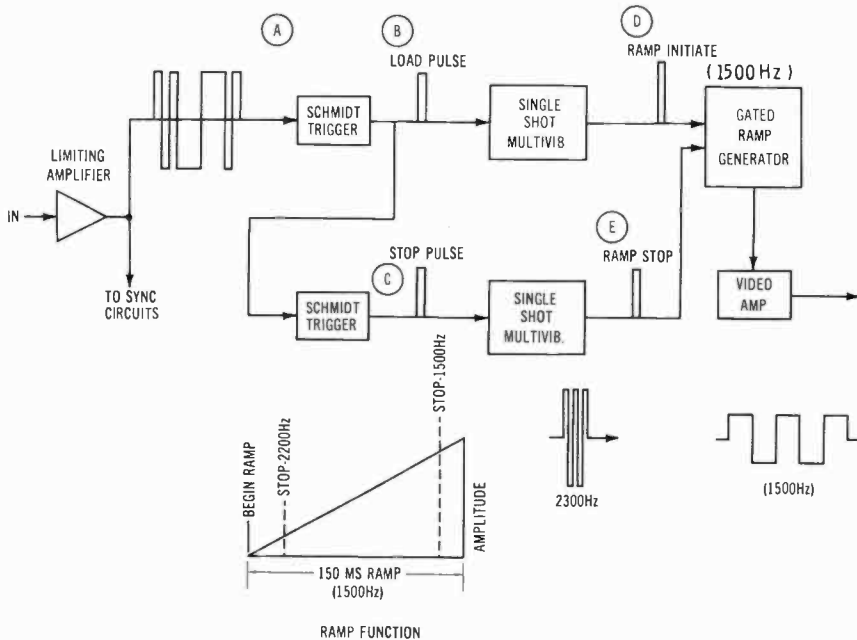 A
B
LOAD PULSE
D
RAMP INITIATE
(1500Hz)
SCHMIDT
TRIGGER
SINGLE
SHOT
MULTIVIB
GATED
RAMP
GENERATOR
LIMITING
AMPLIFIER
IN
TO SYNC
CIRCUITS
C
STOP PULSE
E
RAMP STOP
SCHMIDT
TRIGGER
SINGLE
SHOT
MULTIVIB.
VIDEO
AMP
BEGIN RAMP
STOP-2200Hz
STOP-1500Hz
AMPLITUDE
150 MS RAMP
(1500Hz)
RAMP FUNCTION
2300Hz
(1500Hz)